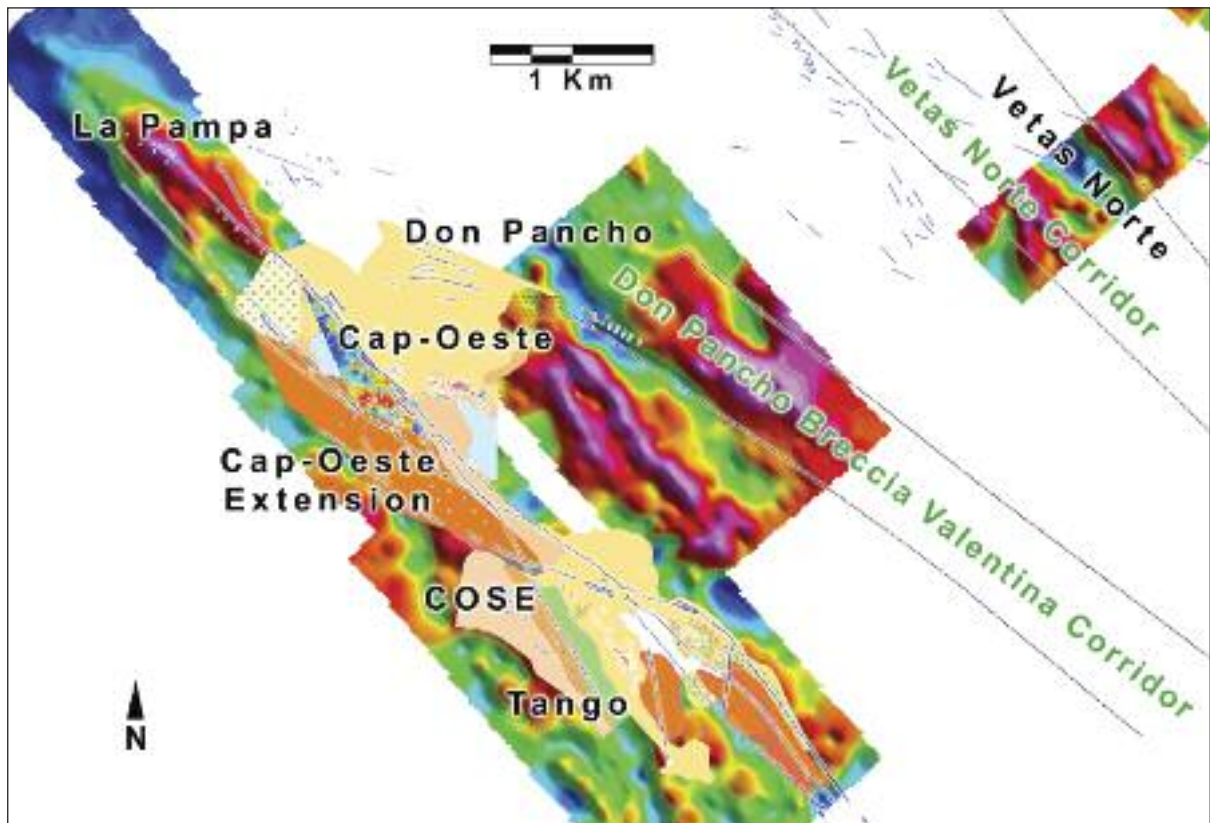 1 Km
La Pampa
Vetas Norte
Vetas Norte Corridor
Don Pancho
Cap-Oeste
Don Pancho Breccia Valentina Corridor
Cap-Oeste
Extension
COSE
Tango
N